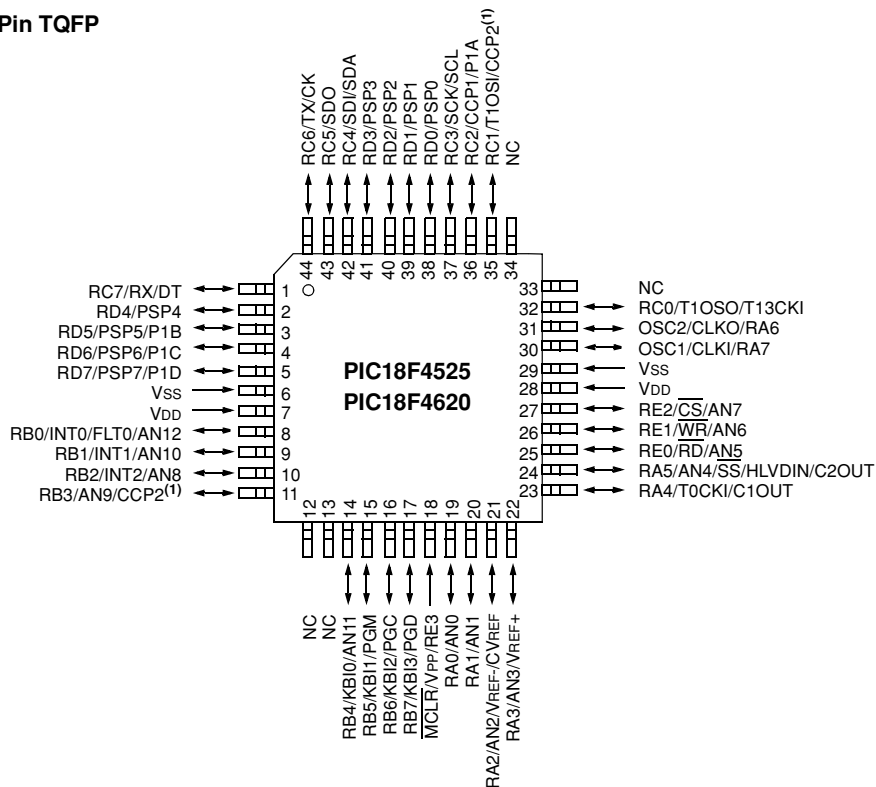 Pin TQFP
RC6/TX/CK
RC5/SDO
RC4/SDI/SDA
RD3/PSP3
RD2/PSP2
RD1/PSP1
RD0/PSP0
RC3/SCK/SCL
RC2/CCP1/P1A
RC1/T1OSI/CCP2(1)
NC
44
43
42
41
40
39
38
37
36
35
34
RC7/RX/DT 1
RD4/PSP4 2
RD5/PSP5/P1B 3
RD6/PSP6/P1C 4
RD7/PSP7/P1D 5
VSS 6
VDD 7
RB0/INT0/FLT0/AN12 8
RB1/INT1/AN10 9
RB2/INT2/AN8 10
RB3/AN9/CCP2(1) 11
PIC18F4525
PIC18F4620
33 NC
32 RC0/T1OSO/T13CKI
31 OSC2/CLKO/RA6
30 OSC1/CLKI/RA7
29 VSS
28 VDD
27 RE2/CS/AN7
26 RE1/WR/AN6
25 RE0/RD/AN5
24 RA5/AN4/SS/HLVDIN/C2OUT
23 RA4/T0CKI/C1OUT
12
13
14
15
16
17
18
19
20
21
22
NC
NC
RB4/KBI0/AN11
RB5/KBI1/PGM
RB6/KBI2/PGC
RB7/KBI3/PGD
MCLR/VPP/RE3
RA0/AN0
RA1/AN1
RA2/AN2/VREF-/CVREF
RA3/AN3/VREF+